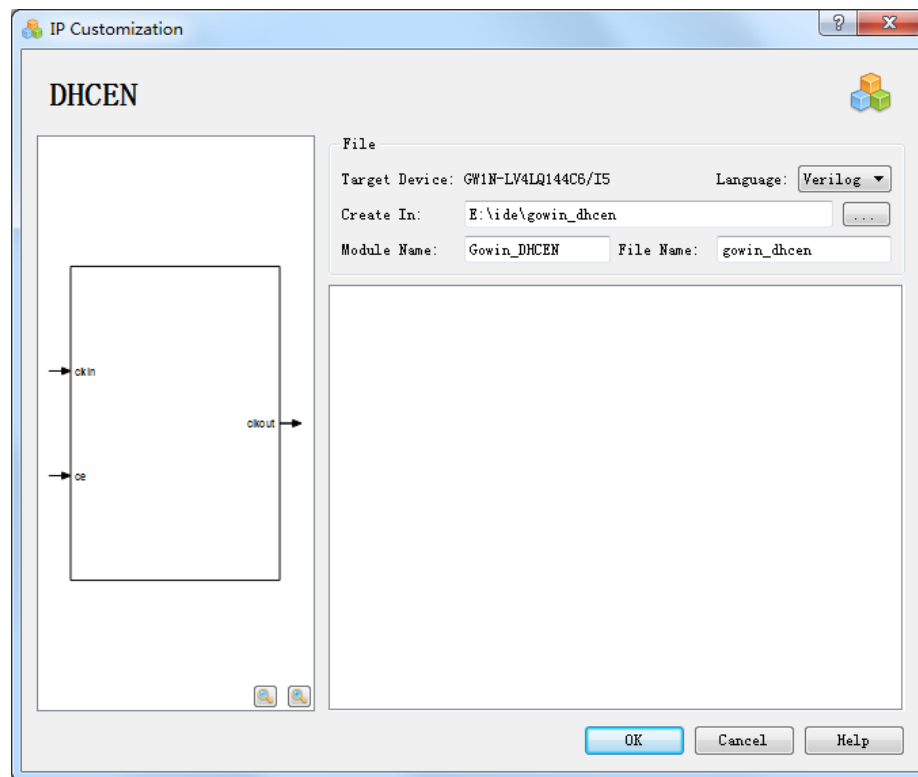 IP Customization
DHCEN
File
Target Device: GW1N-LV4LQ144C6/I5 Language: Verilog
Create In: E:\ide\gowin_dhcen ...
Module Name: Gowin_DHCEN File Name: gowin_dhcen
clkin
clkout
ce
OK Cancel Help